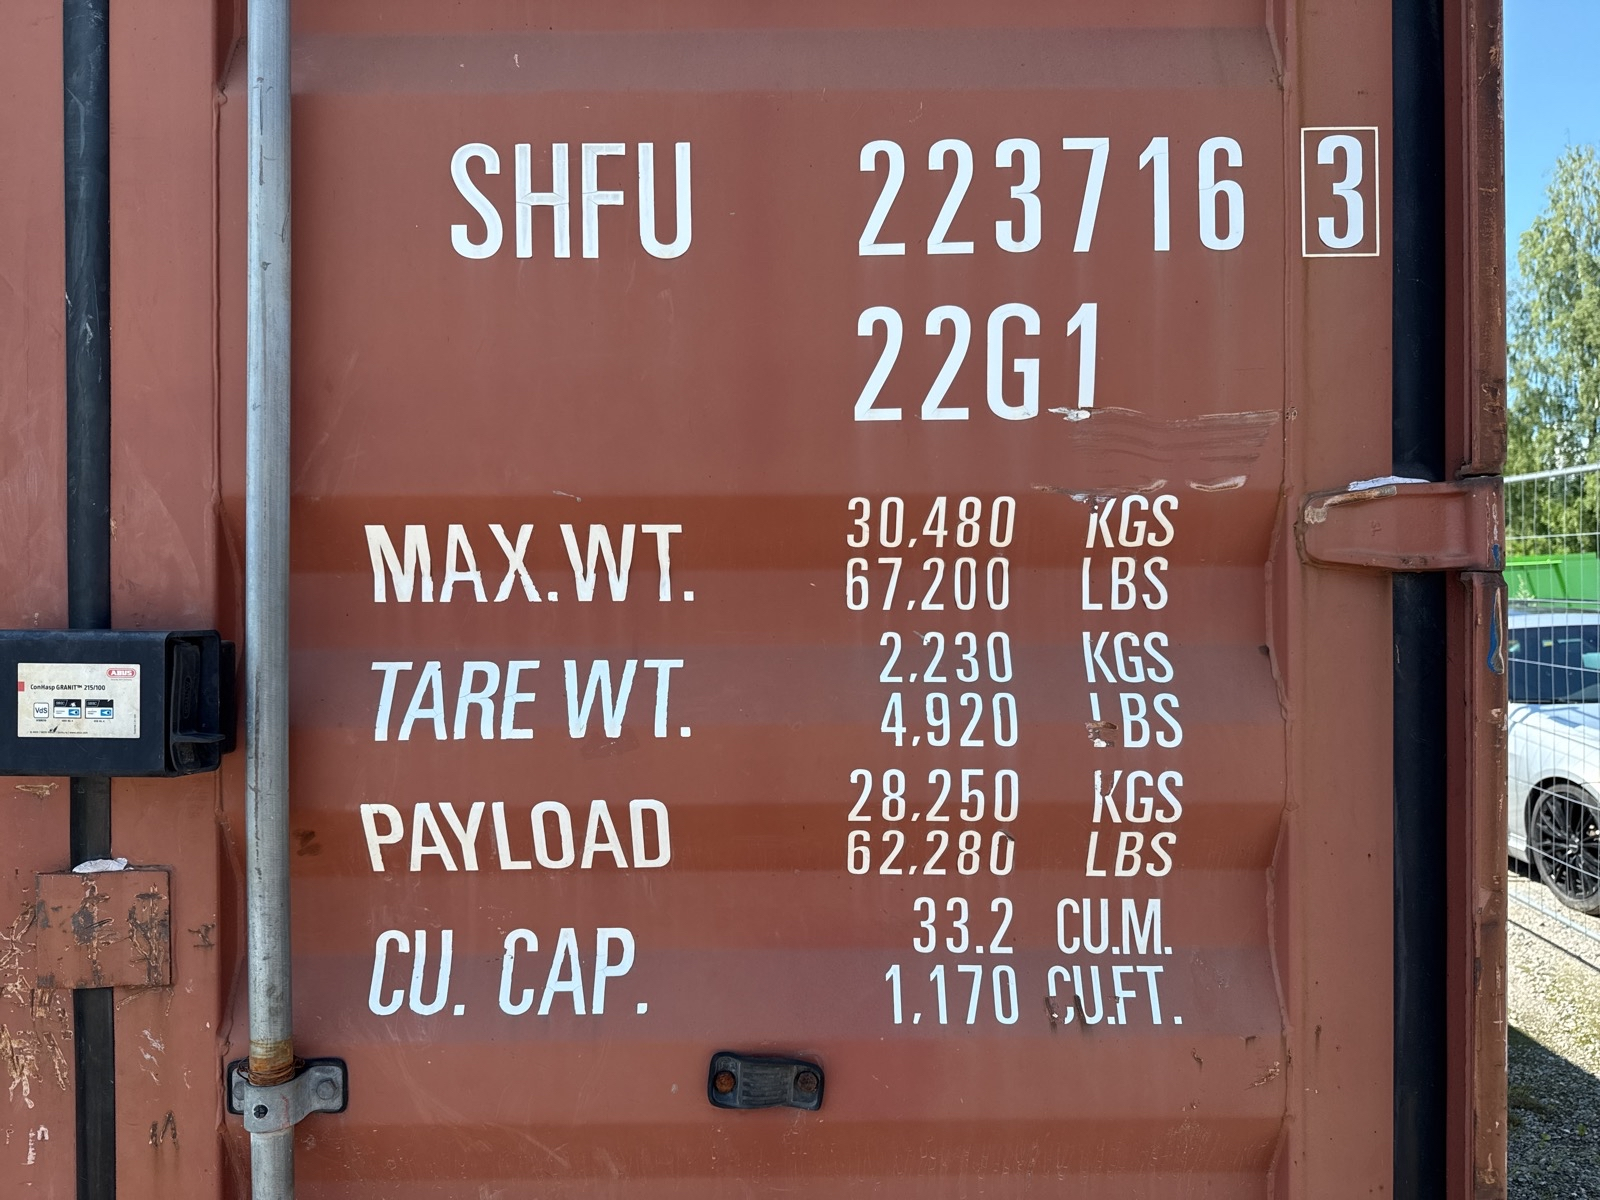 SHFU 223716 3
22G1
MAX.WT. 30,480 KGS
67,200 LBS
TARE WT. 2,230 KGS
4,920 LBS
PAYLOAD 28,250 KGS
62,280 LBS
CU. CAP. 33.2 CU.M.
1,170 CU.FT.
ABUS
ConHasp GRANIT™ 215/100
VdS